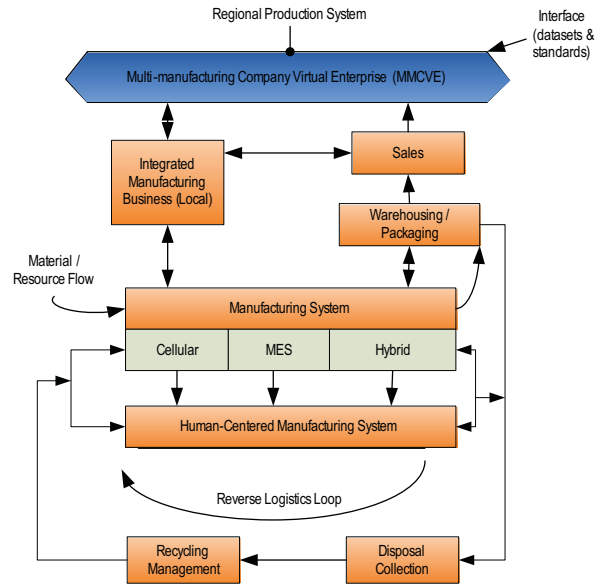 Regional Production System
Interface
(datasets &
standards)
Multi-manufacturing Company Virtual Enterprise (MMCVE)
Integrated
Manufacturing
Business (Local)
Sales
Warehousing /
Packaging
Material /
Resource Flow
Manufacturing System
Cellular
MES
Hybrid
Human-Centered Manufacturing System
Reverse Logistics Loop
Recycling
Management
Disposal
Collection